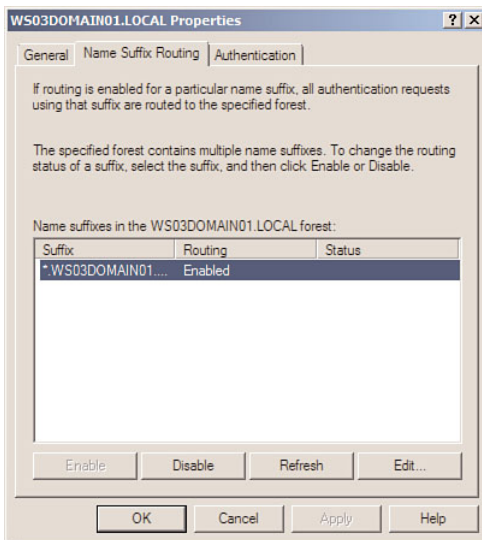 WS03DOMAIN01.LOCAL Properties
General
Name Suffix Routing
Authentication
If routing is enabled for a particular name suffix, all authentication requests
using that suffix are routed to the specified forest.
The specified forest contains multiple name suffixes. To change the routing
status of a suffix, select the suffix, and then click Enable or Disable.
Name suffixes in the WS03DOMAIN01.LOCAL forest:
Suffix Routing Status
*.WS03DOMAIN01.... Enabled
Enable Disable Refresh Edit...
OK Cancel Apply Help